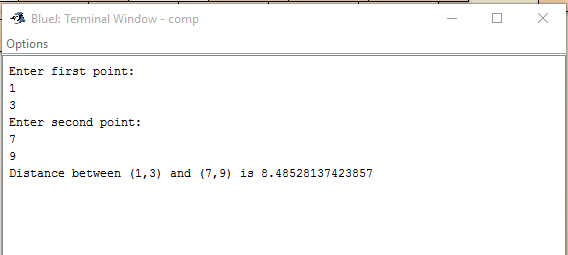 BlueJ: Terminal Window - comp
Options
Enter first point:
1
3
Enter second point:
7
9
Distance between (1,3) and (7,9) is 8.48528137423857